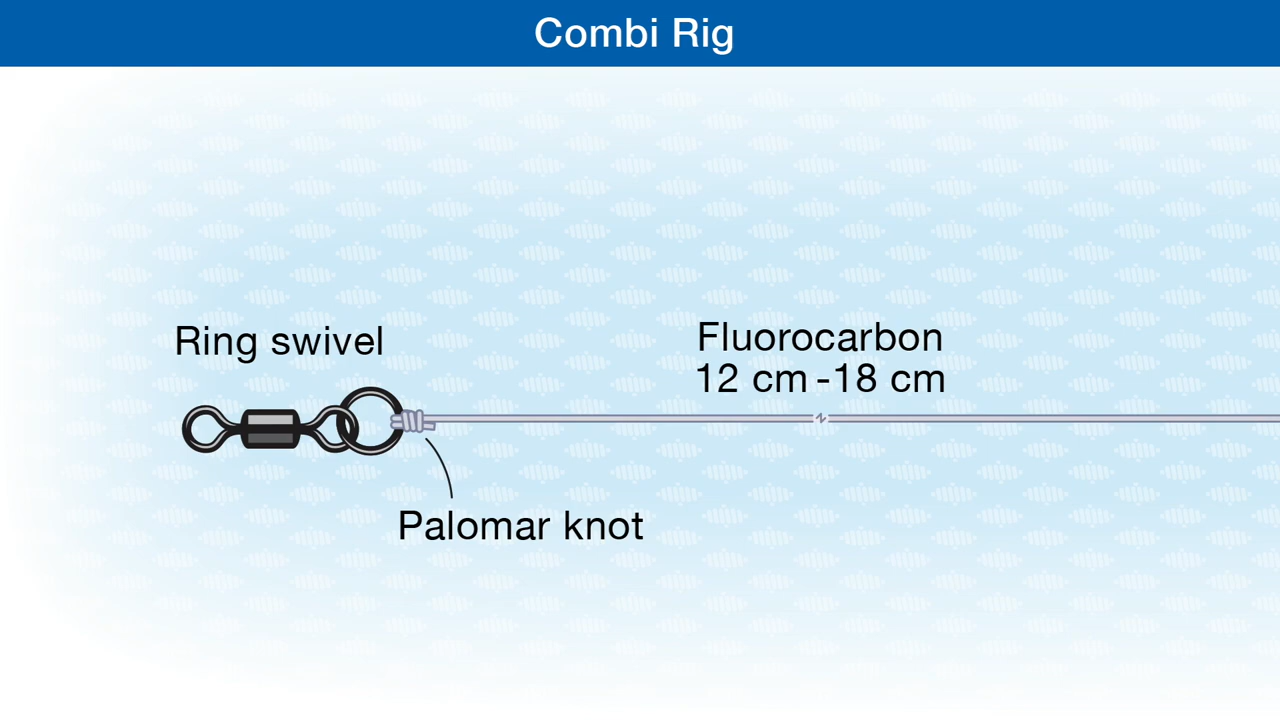 Combi Rig
Ring swivel
Fluorocarbon
12 cm -18 cm
Palomar knot